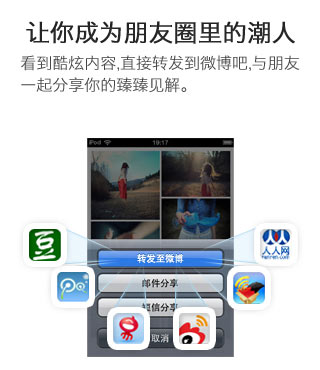 让你成为朋友圈里的潮人
看到酷炫内容,直接转发到微博吧,与朋友
一起分享你的臻臻见解。
iPod 19:17
转发至微博
邮件分享
短信分享
取消
豆
人人网
renren.com